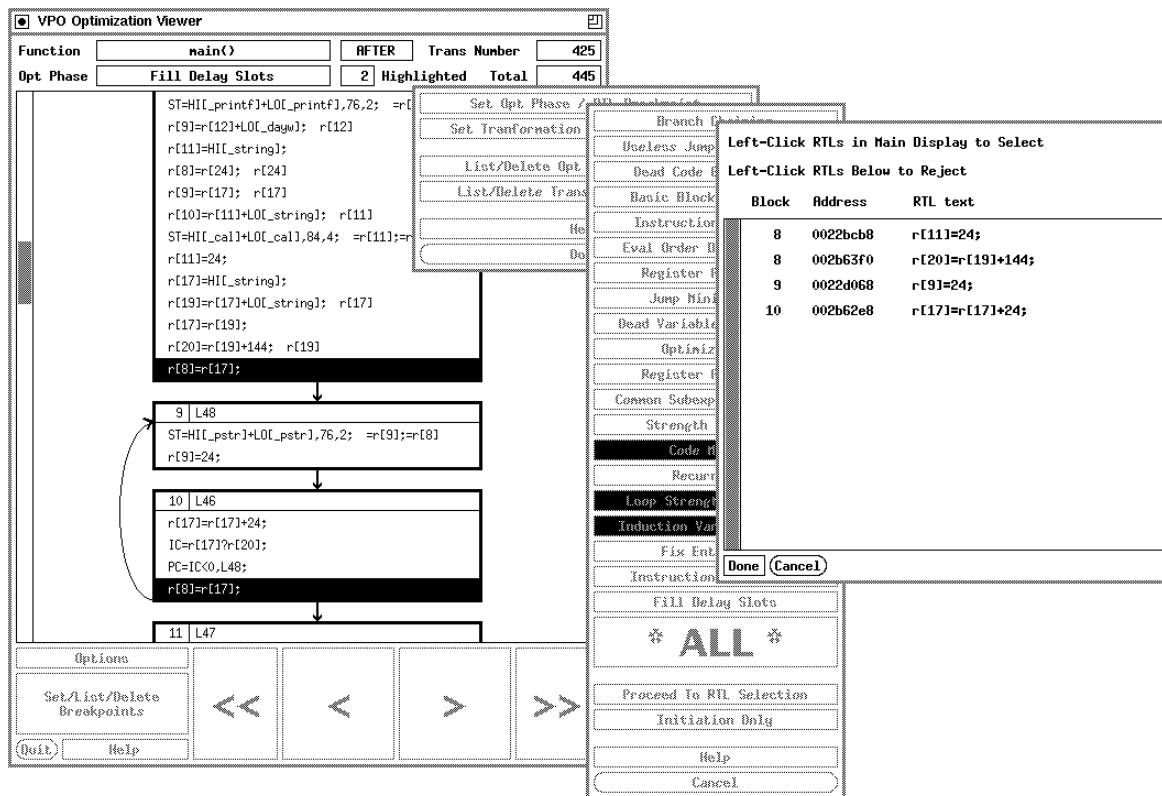 VPO Optimization Viewer
Function main() AFTER Trans Number 425
Opt Phase Fill Delay Slots 2 Highlighted Total 445
ST=HI[_printf]+LO[_printf],76,2; =r[
r[9]=r[12]+LO[_dayw]; r[12]
r[11]=HI[_string];
r[8]=r[24]; r[24]
r[9]=r[17]; r[17]
r[10]=r[11]+LO[_string]; r[11]
ST=HI[_cal]+LO[_cal],84,4; =r[11];=r
r[11]=24;
r[17]=HI[_string];
r[19]=r[17]+LO[_string]; r[17]
r[17]=r[19];
r[20]=r[19]+144; r[19]
r[8]=r[17];
9 L48
ST=HI[_pstr]+LO[_pstr],76,2; =r[9];=r[8]
r[9]=24;
10 L46
r[17]=r[17]+24;
IC=r[17]?r[20];
PC=IC<0,L48;
r[8]=r[17];
11 L47
Options
Set/List/Delete
Breakpoints
Quit Help
<< < > >>
Set Opt Phase / RTL Breakpoint
Set Tranformation
List/Delete Opt
List/Delete Trans
He
Do
Branch Chaining
Useless Jump
Dead Code E
Basic Block
Instruction
Eval Order D
Register A
Jump Mini
Dead Variable
Optimiz
Register A
Common Subexp
Strength
Code M
Recurr
Loop Strengt
Induction Var
Fix Ent
Instruction
Fill Delay Slots
ALL
Proceed To RTL Selection
Initiation Only
Help
Cancel
Left-Click RTLs in Main Display to Select
Left-Click RTLs Below to Reject
Block Address RTL text
8 0022bcb8 r[11]=24;
8 002b63f0 r[20]=r[19]+144;
9 0022d068 r[9]=24;
10 002b62e8 r[17]=r[17]+24;
Done Cancel